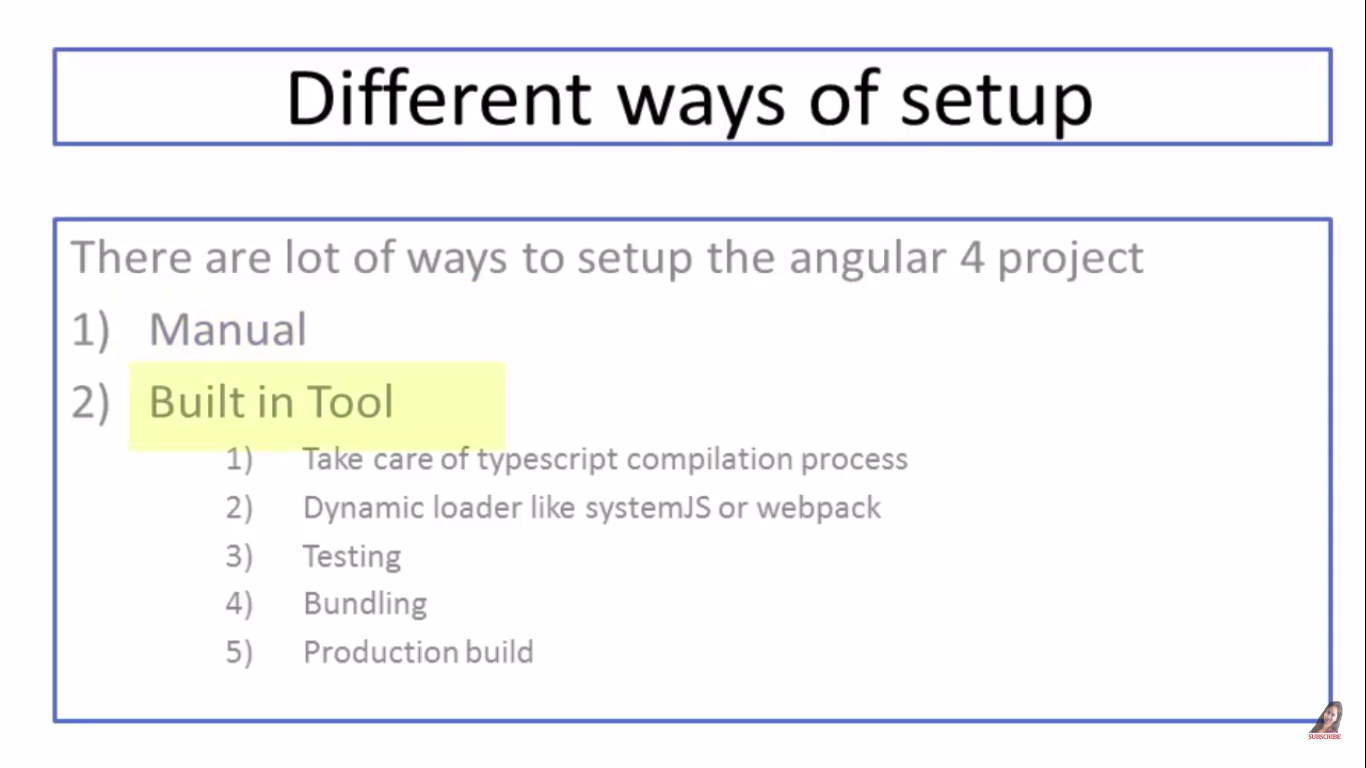 Different ways of setup
There are lot of ways to setup the angular 4 project
1) Manual
2) Built in Tool
1) Take care of typescript compilation process
2) Dynamic loader like systemJS or webpack
3) Testing
4) Bundling
5) Production build
SUBSCRIBE